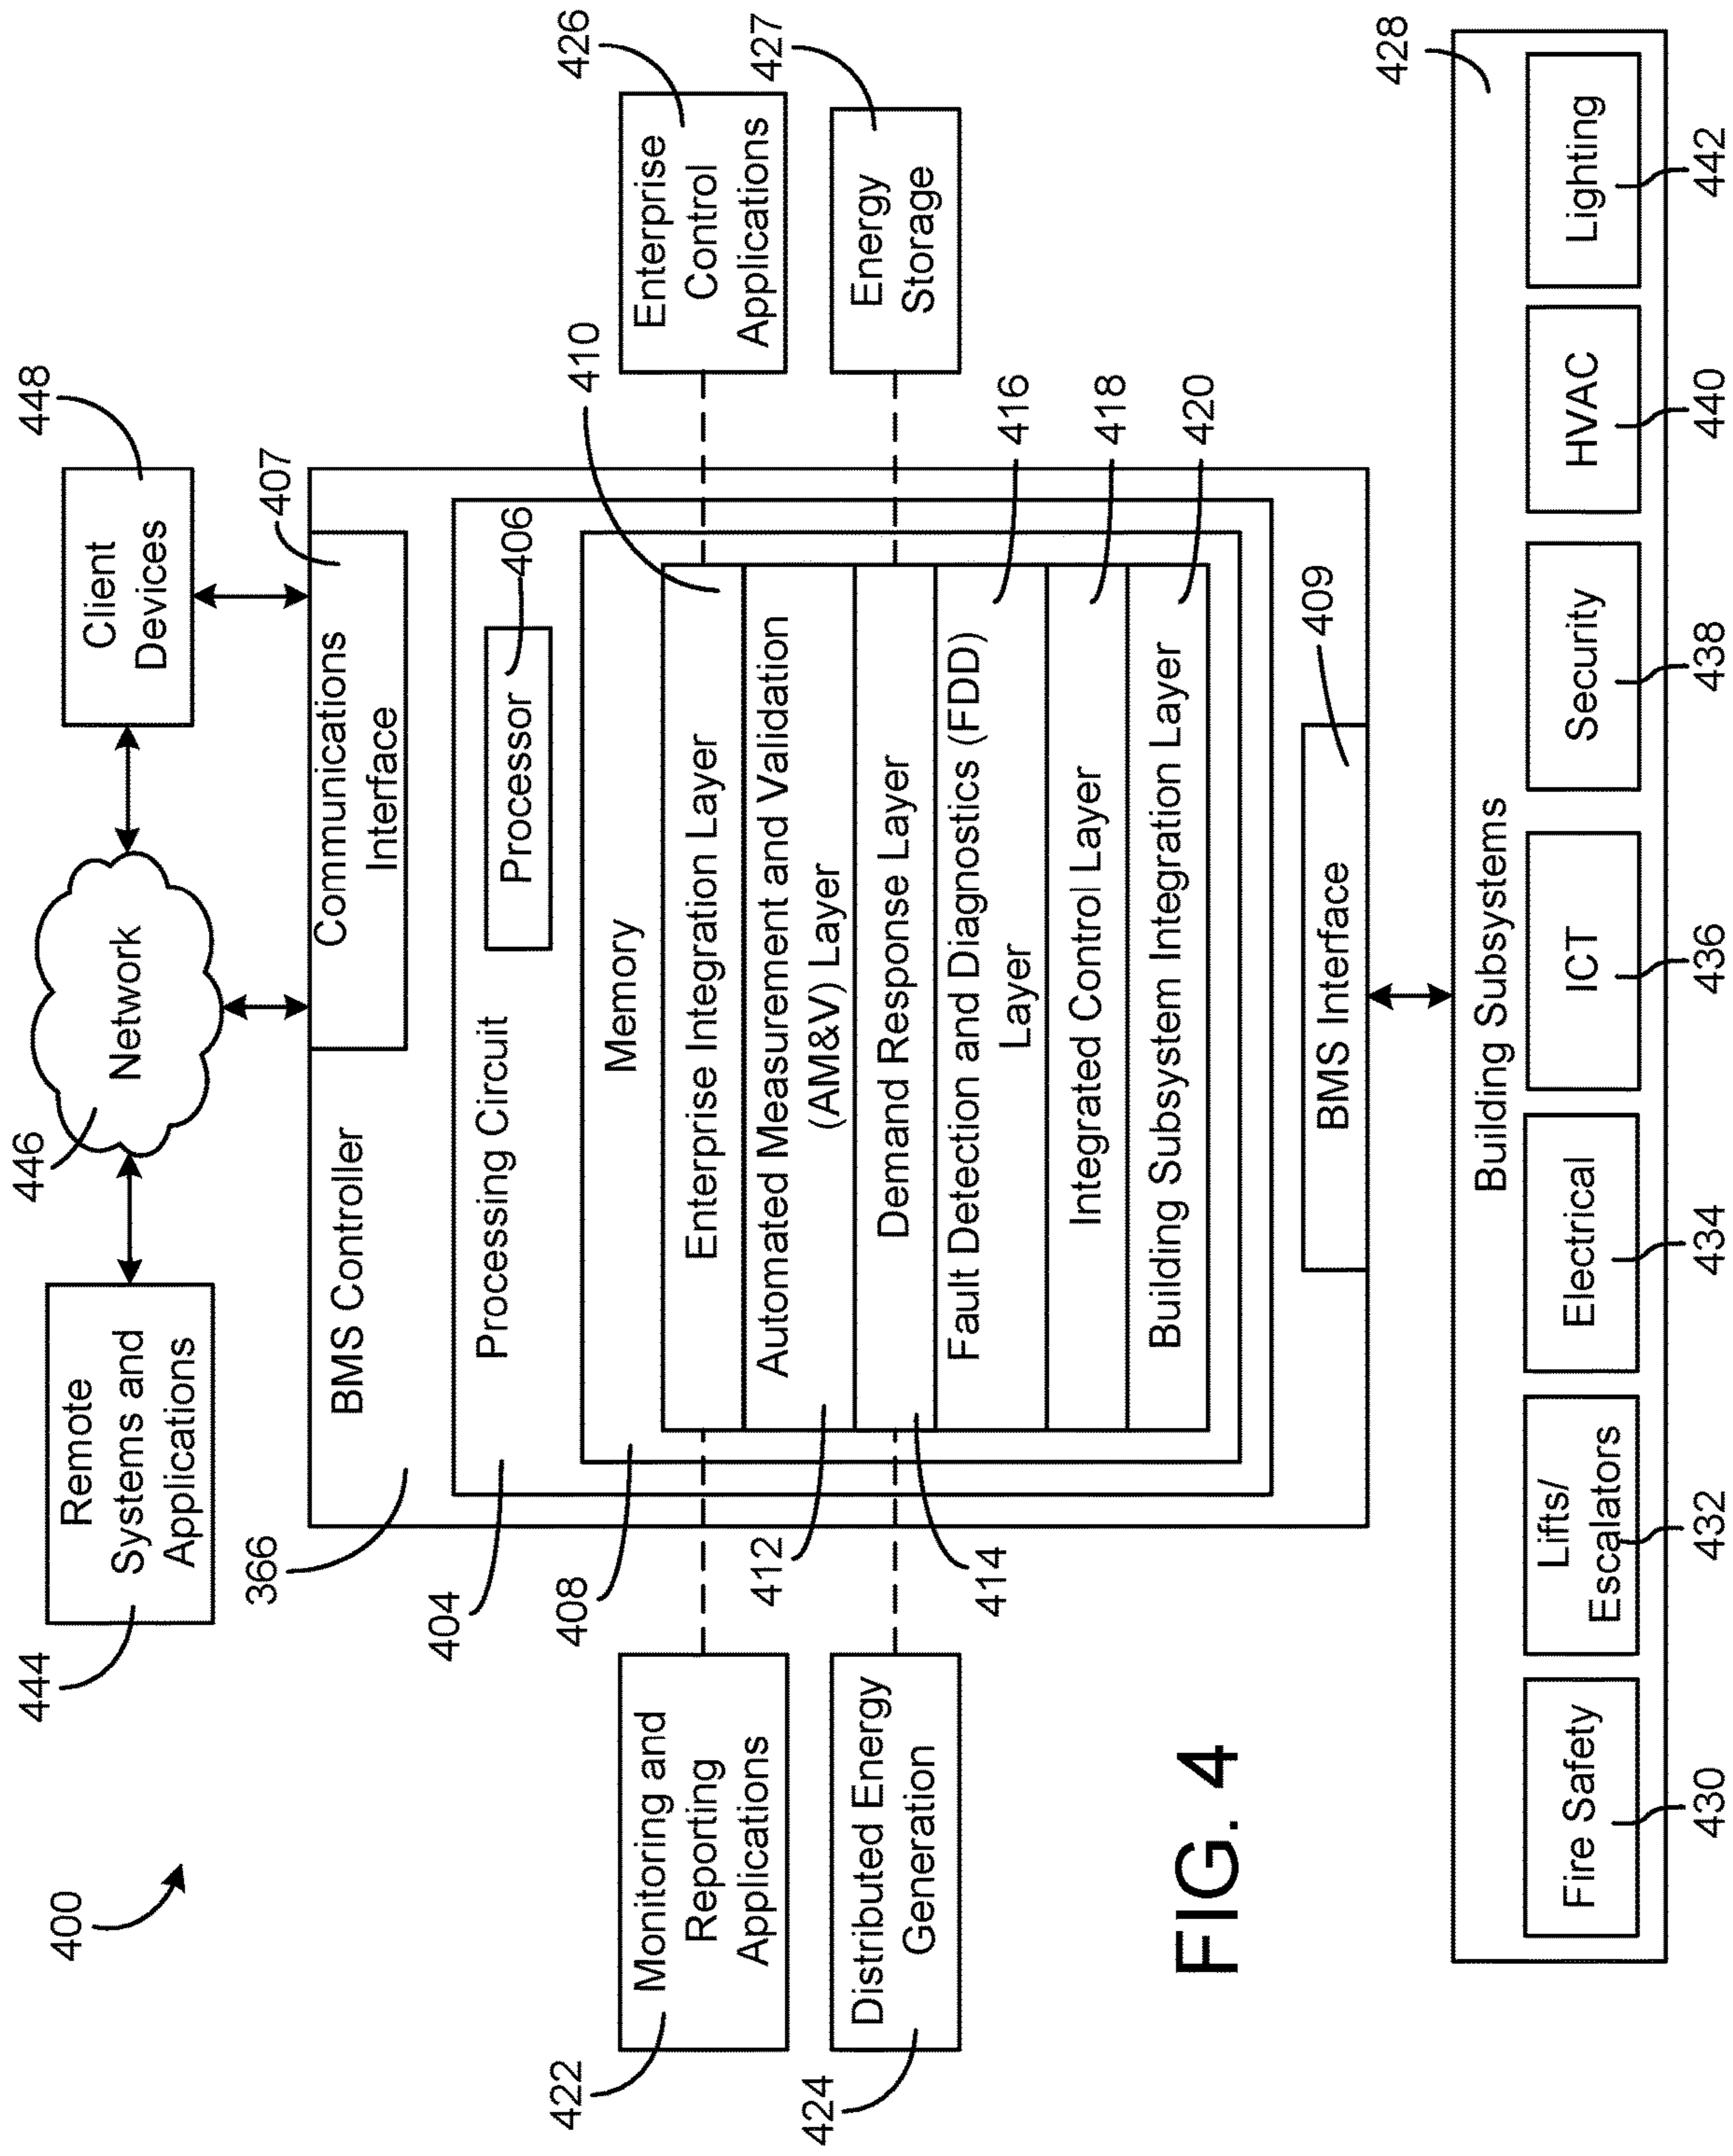 400
444
Remote
Systems and
Applications
446
Network
448
Client
Devices
366
BMS Controller
Communications
Interface
407
404
Processing Circuit
Processor
406
408
Memory
410
Enterprise Integration Layer
Automated Measurement and Validation
(AM&V) Layer
412
Demand Response Layer
414
Fault Detection and Diagnostics (FDD)
Layer
416
Integrated Control Layer
418
Building Subsystem Integration Layer
420
BMS Interface
409
422
Monitoring and
Reporting
Applications
424
Distributed Energy
Generation
426
Enterprise
Control
Applications
427
Energy
Storage
FIG. 4
428
Building Subsystems
Fire Safety
Lifts/
Escalators
Electrical
ICT
Security
HVAC
Lighting
430
432
434
436
438
440
442